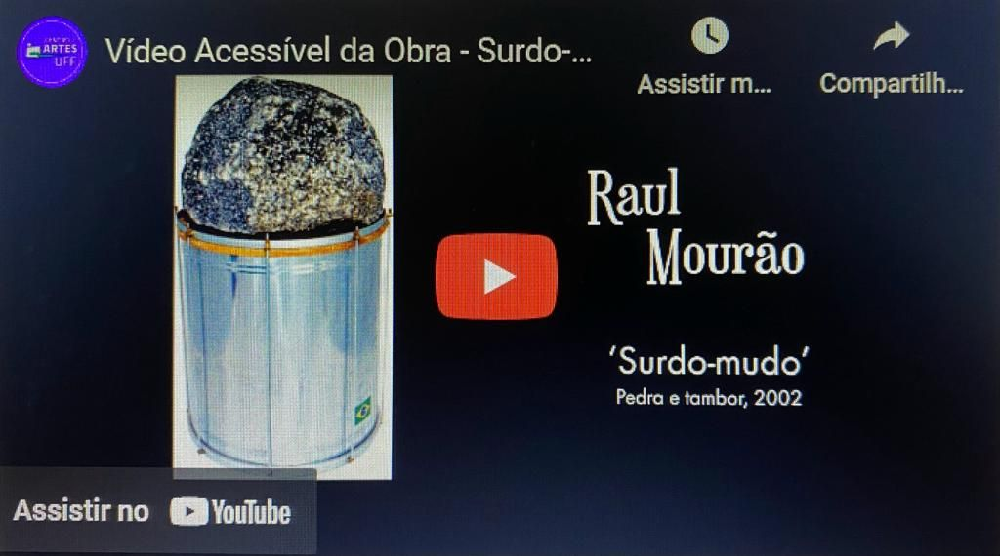 CENTRO
ARTES
UFF
Vídeo Acessível da Obra - Surdo-...
Assistir m...
Compartilh...
Raul
Mourão
‘Surdo-mudo’
Pedra e tambor, 2002
Assistir no YouTube